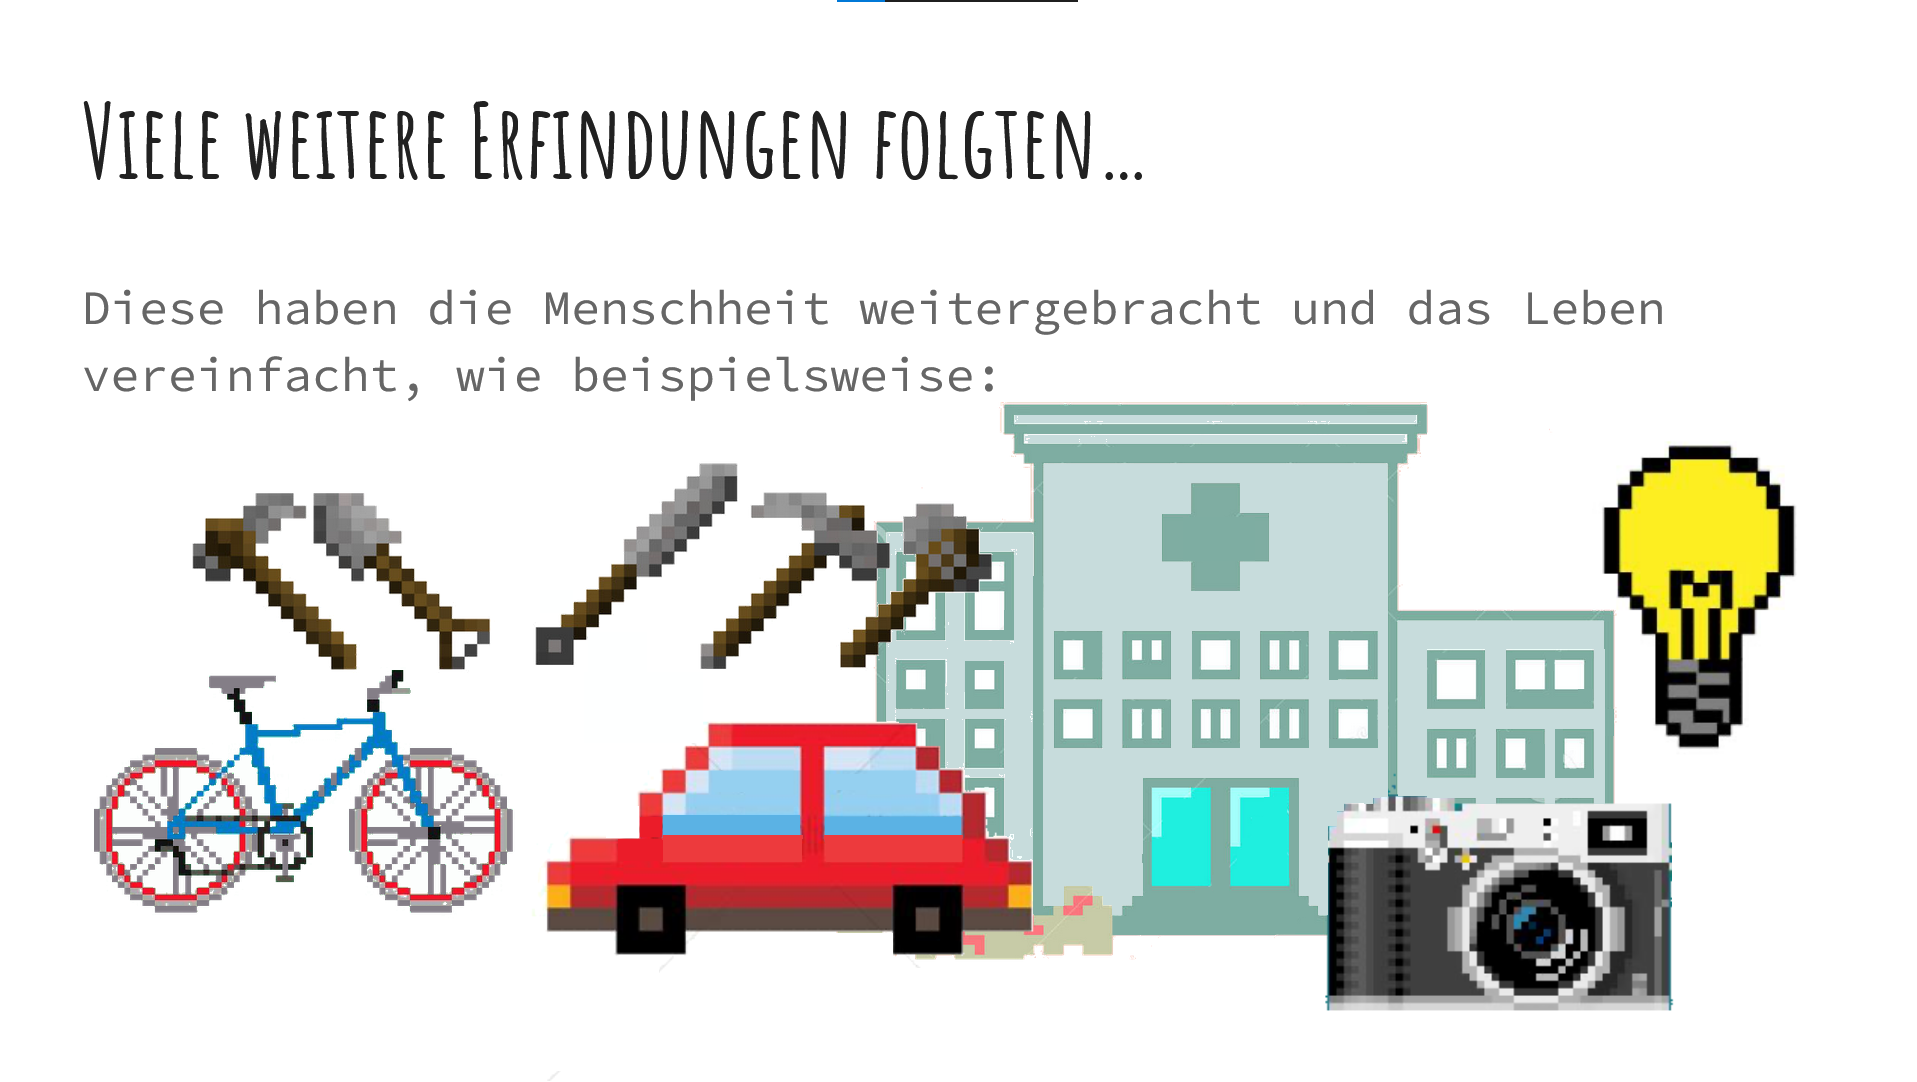 Viele weitere Erfindungen folgten…
Diese haben die Menschheit weitergebracht und das Leben
vereinfacht, wie beispielsweise: